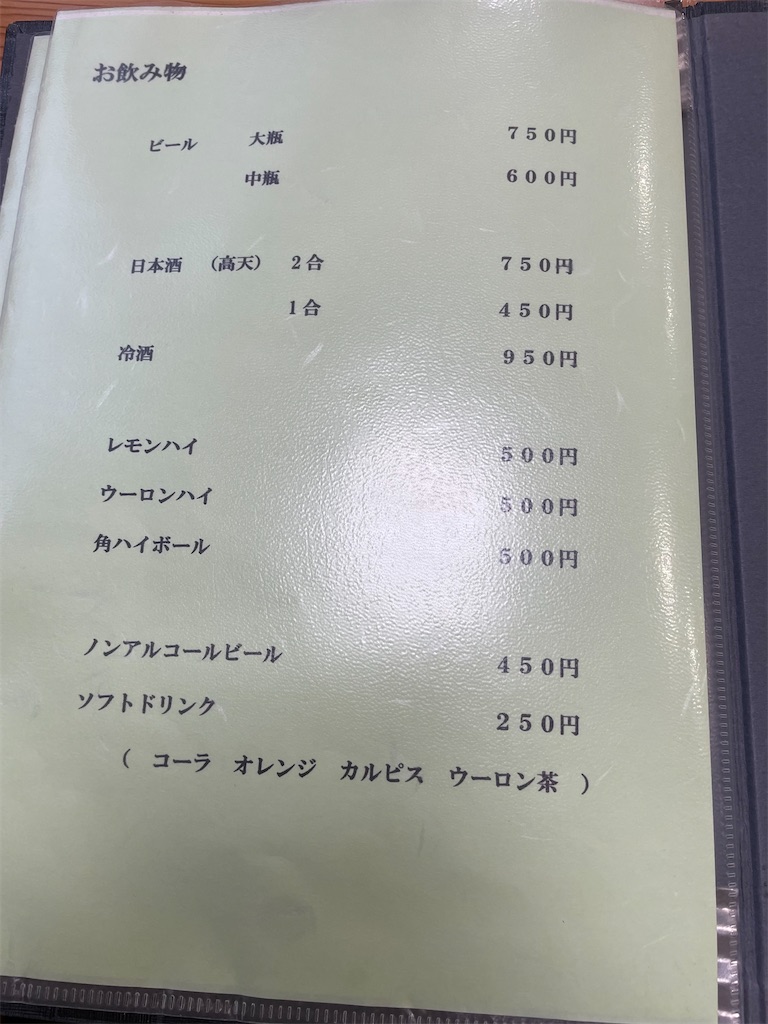 お飲み物
ビール 大瓶 ７５０円
中瓶 ６００円
日本酒 （高天） ２合 ７５０円
１合 ４５０円
冷酒 ９５０円
レモンハイ ５００円
ウーロンハイ ５００円
角ハイボール ５００円
ノンアルコールビール ４５０円
ソフトドリンク ２５０円
（ コーラ オレンジ カルピス ウーロン茶 ）